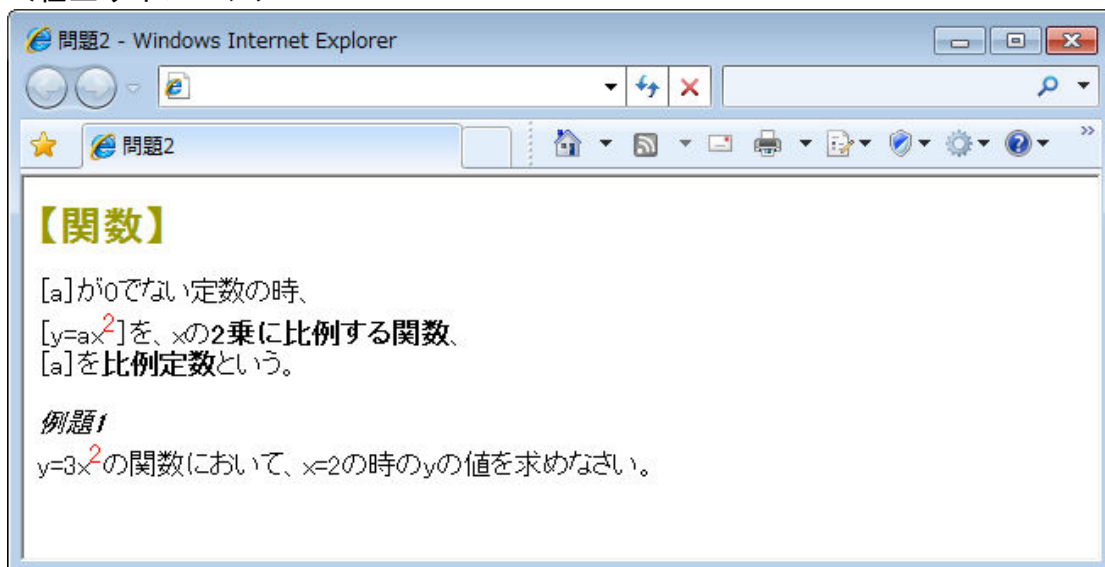 問題2 - Windows Internet Explorer
問題2
【関数】
[a]が0でない定数の時、
[y=ax²]を、xの2乗に比例する関数、
[a]を比例定数という。
例題1
y=3x²の関数において、x=2の時のyの値を求めなさい。